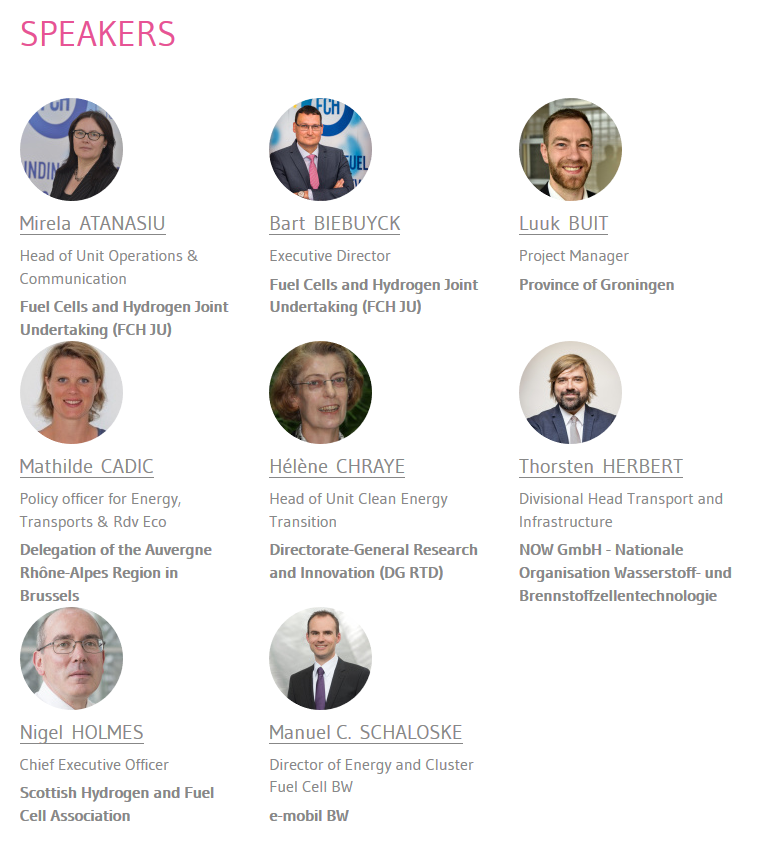 SPEAKERS
FCH
FCH
FUEL
Mirela ATANASIU
Bart BIEBUYCK
Luuk BUIT
Head of Unit Operations &
Communication
Executive Director
Project Manager
Fuel Cells and Hydrogen Joint
Undertaking (FCH JU)
Fuel Cells and Hydrogen Joint
Undertaking (FCH JU)
Province of Groningen
Mathilde CADIC
Hélène CHRAYE
Thorsten HERBERT
Policy officer for Energy,
Transports & Rdv Eco
Head of Unit Clean Energy
Transition
Divisional Head Transport and
Infrastructure
Delegation of the Auvergne
Rhône-Alpes Region in
Brussels
Directorate-General Research
and Innovation (DG RTD)
NOW GmbH - Nationale
Organisation Wasserstoff- und
Brennstoffzellentechnologie
Nigel HOLMES
Manuel C. SCHALOSKE
Chief Executive Officer
Director of Energy and Cluster
Fuel Cell BW
Scottish Hydrogen and Fuel
Cell Association
e-mobil BW